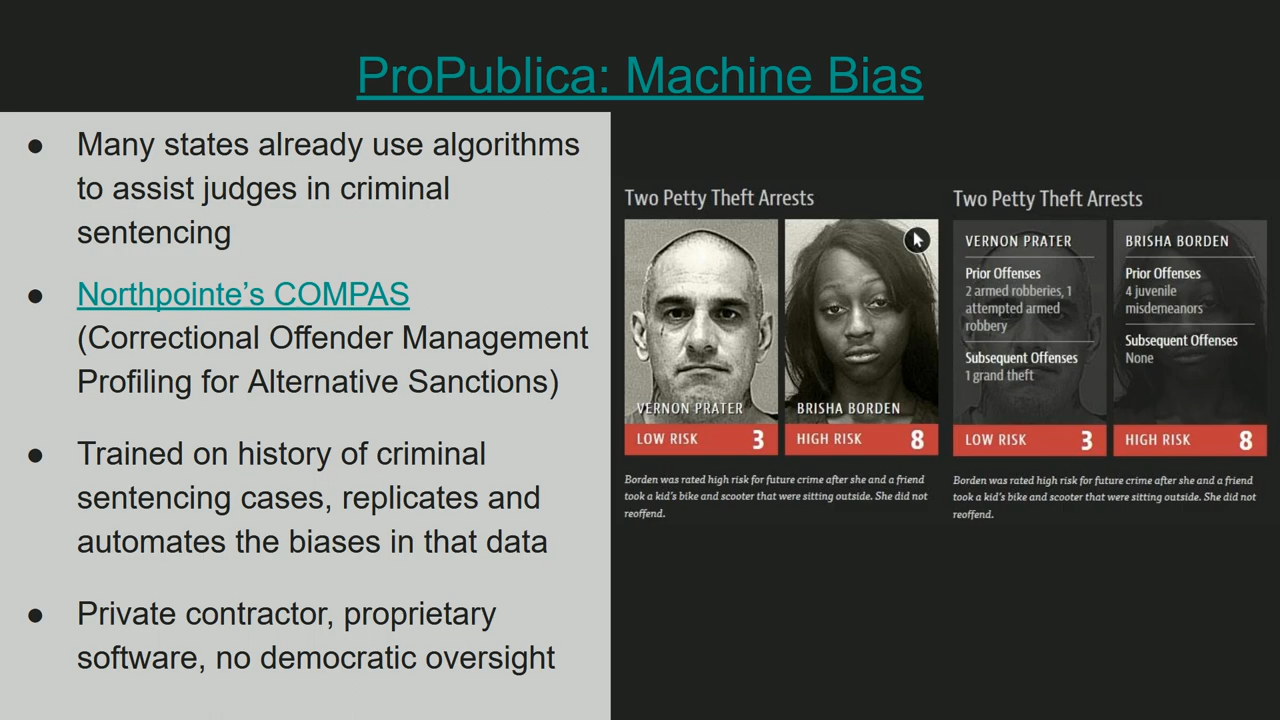 ProPublica: Machine Bias
● Many states already use algorithms
to assist judges in criminal
sentencing
● Northpointe’s COMPAS
(Correctional Offender Management
Profiling for Alternative Sanctions)
● Trained on history of criminal
sentencing cases, replicates and
automates the biases in that data
● Private contractor, proprietary
software, no democratic oversight
Two Petty Theft Arrests
VERNON PRATER
LOW RISK 3
BRISHA BORDEN
HIGH RISK 8
Borden was rated high risk for future crime after she and a friend
took a kid's bike and scooter that were sitting outside. She did not
reoffend.
Two Petty Theft Arrests
VERNON PRATER
Prior Offenses
2 armed robberies, 1
attempted armed
robbery
Subsequent Offenses
1 grand theft
LOW RISK 3
BRISHA BORDEN
Prior Offenses
4 juvenile
misdemeanors
Subsequent Offenses
None
HIGH RISK 8
Borden was rated high risk for future crime after she and a friend
took a kid's bike and scooter that were sitting outside. She did not
reoffend.